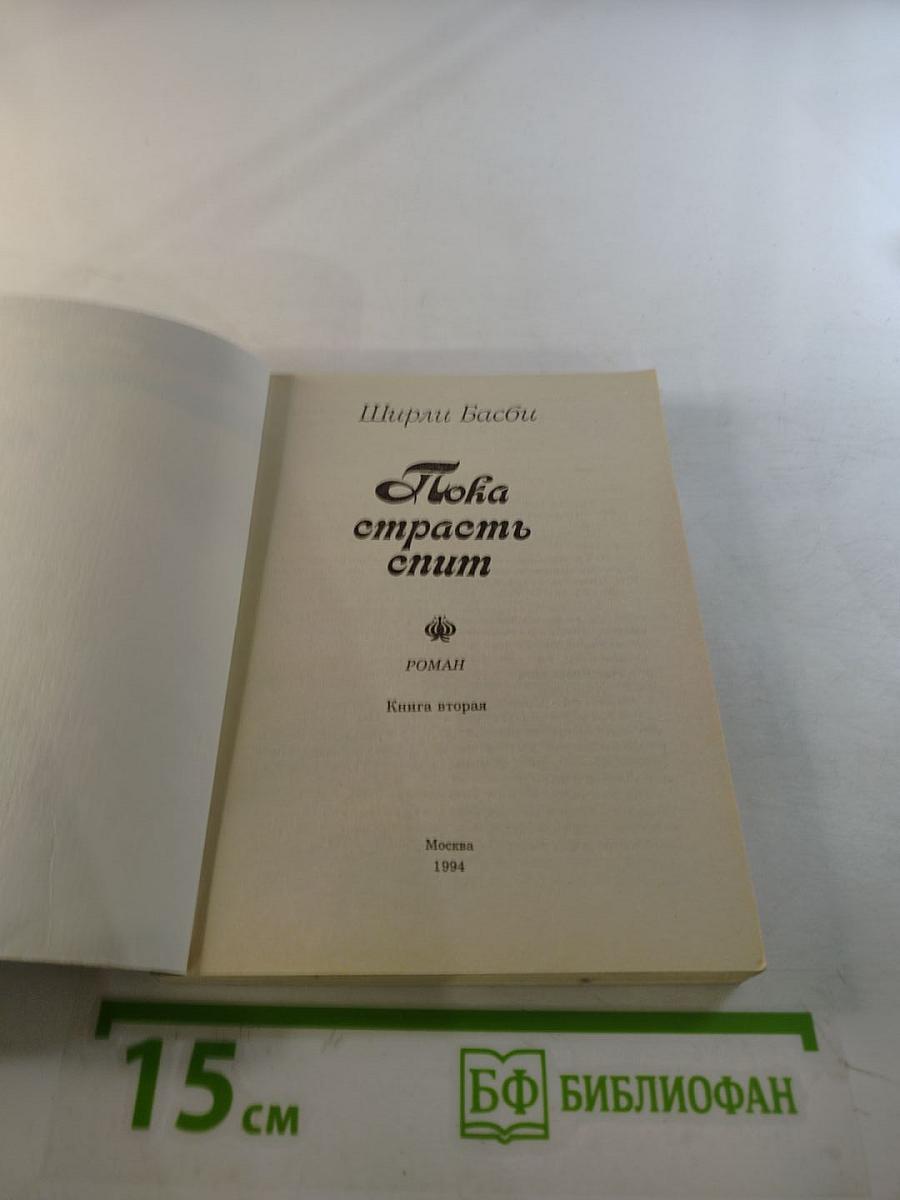 Ширли Басби
Пока
страсть
спит
РОМАН
Книга вторая
Москва
1994
15 см
БФ БИБЛИОФАН